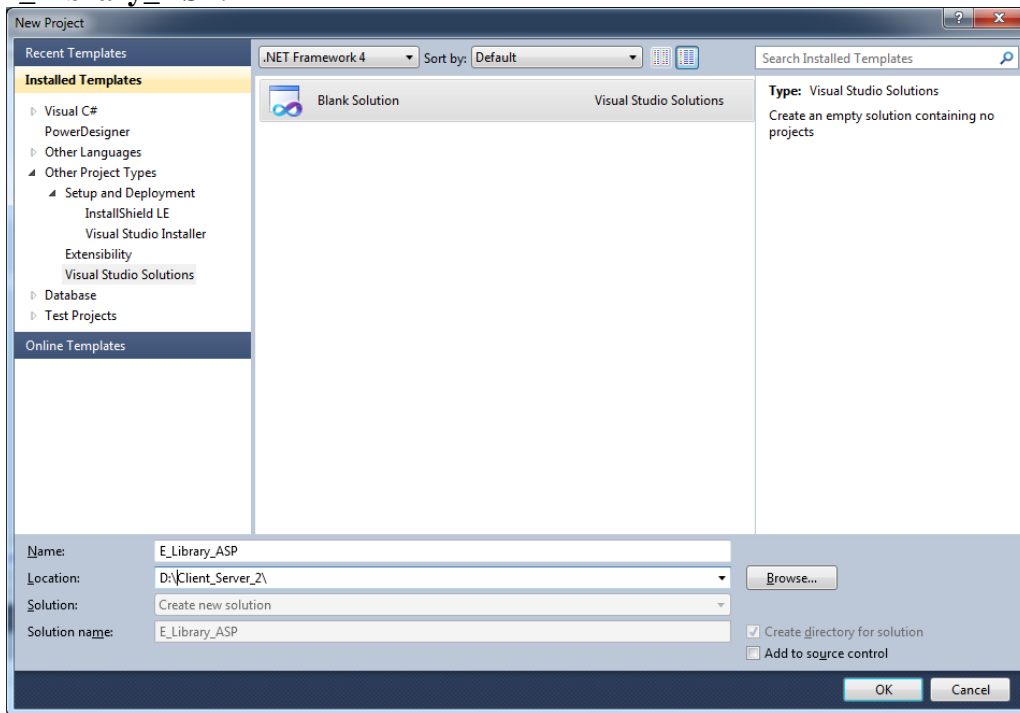 New Project
Recent Templates
Installed Templates
Visual C#
PowerDesigner
Other Languages
Other Project Types
Setup and Deployment
InstallShield LE
Visual Studio Installer
Extensibility
Visual Studio Solutions
Database
Test Projects
Online Templates
.NET Framework 4 Sort by: Default
Blank Solution Visual Studio Solutions
Search Installed Templates
Type: Visual Studio Solutions
Create an empty solution containing no
projects
Name: E_Library_ASP
Location: D:\Client_Server_2\ Browse...
Solution: Create new solution
Solution name: E_Library_ASP Create directory for solution
Add to source control
OK Cancel